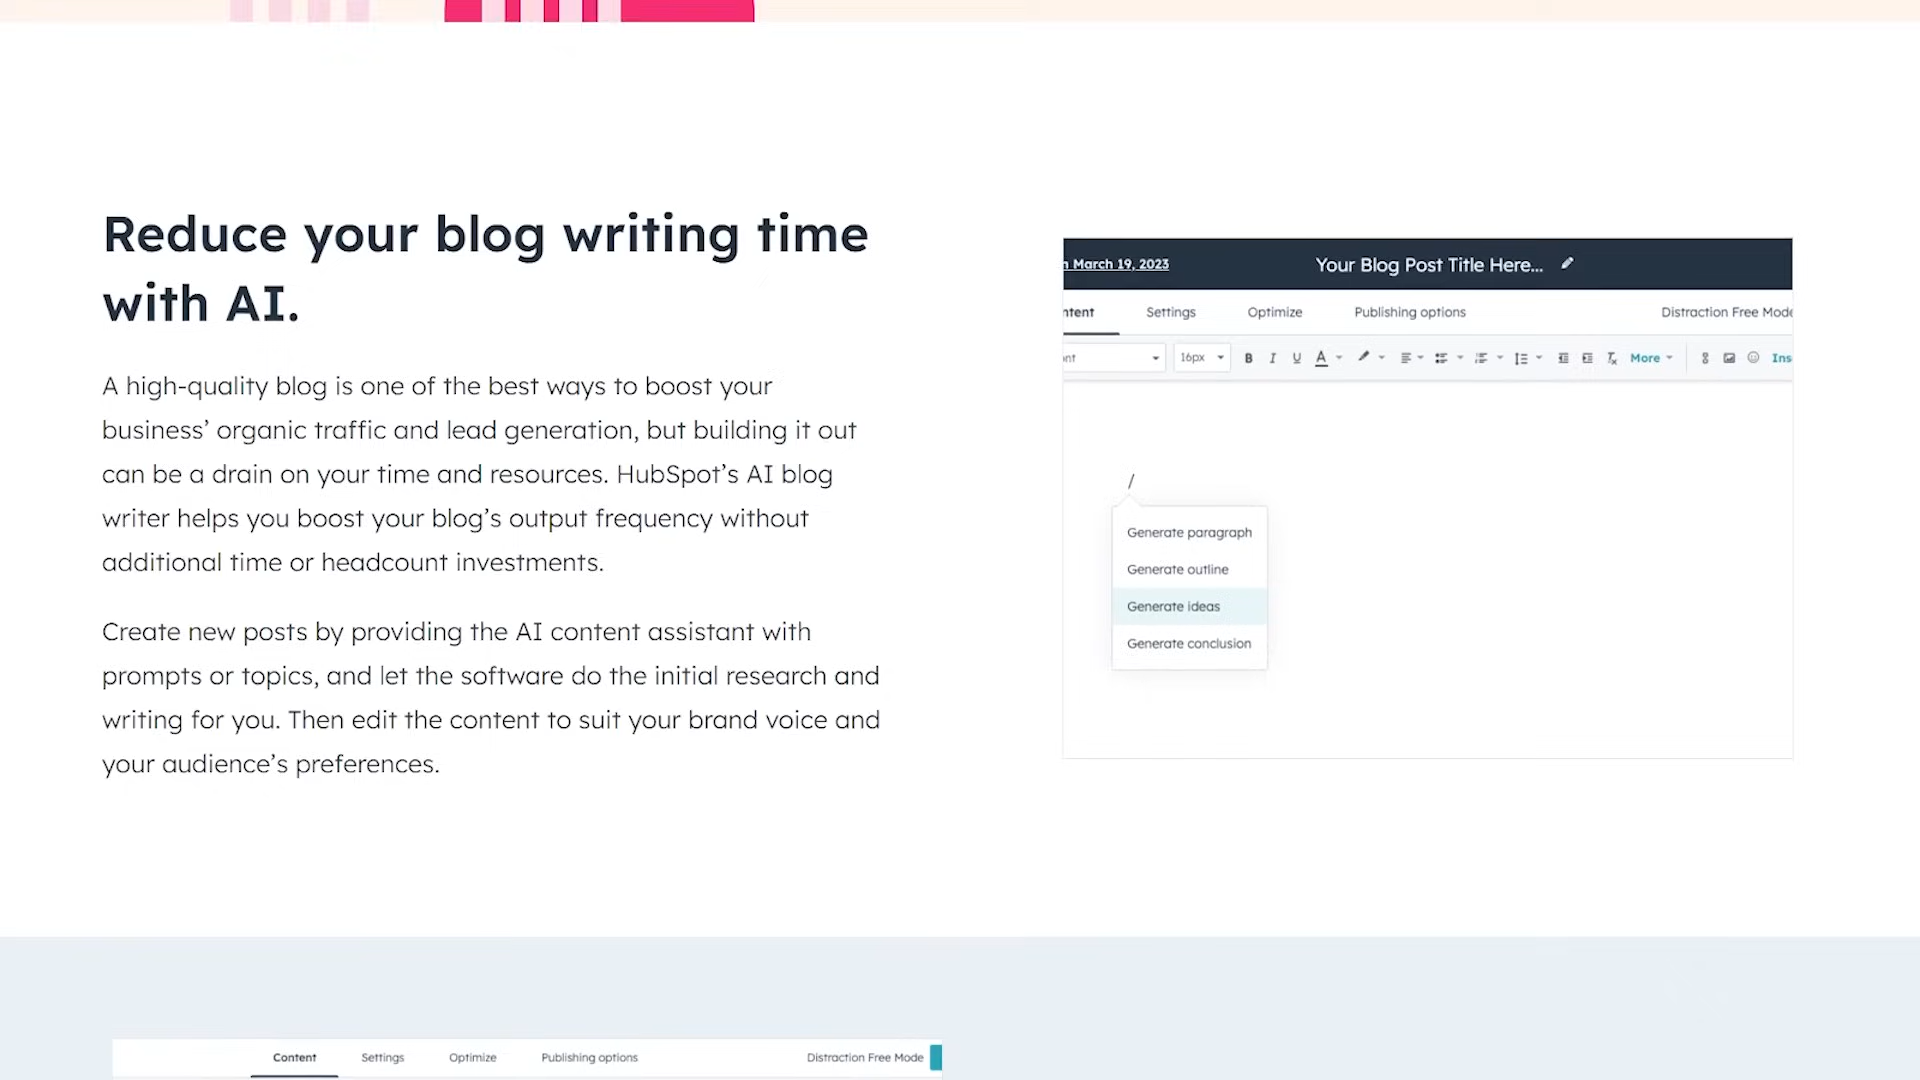 Reduce your blog writing time
with AI.
A high-quality blog is one of the best ways to boost your
business’ organic traffic and lead generation, but building it out
can be a drain on your time and resources. HubSpot’s AI blog
writer helps you boost your blog’s output frequency without
additional time or headcount investments.
Create new posts by providing the AI content assistant with
prompts or topics, and let the software do the initial research and
writing for you. Then edit the content to suit your brand voice and
your audience’s preferences.
March 19, 2023 Your Blog Post Title Here...
Settings Optimize Publishing options Distraction Free Mode
16px B I U A More
/
Generate paragraph
Generate outline
Generate ideas
Generate conclusion
Content Settings Optimize Publishing options Distraction Free Mode